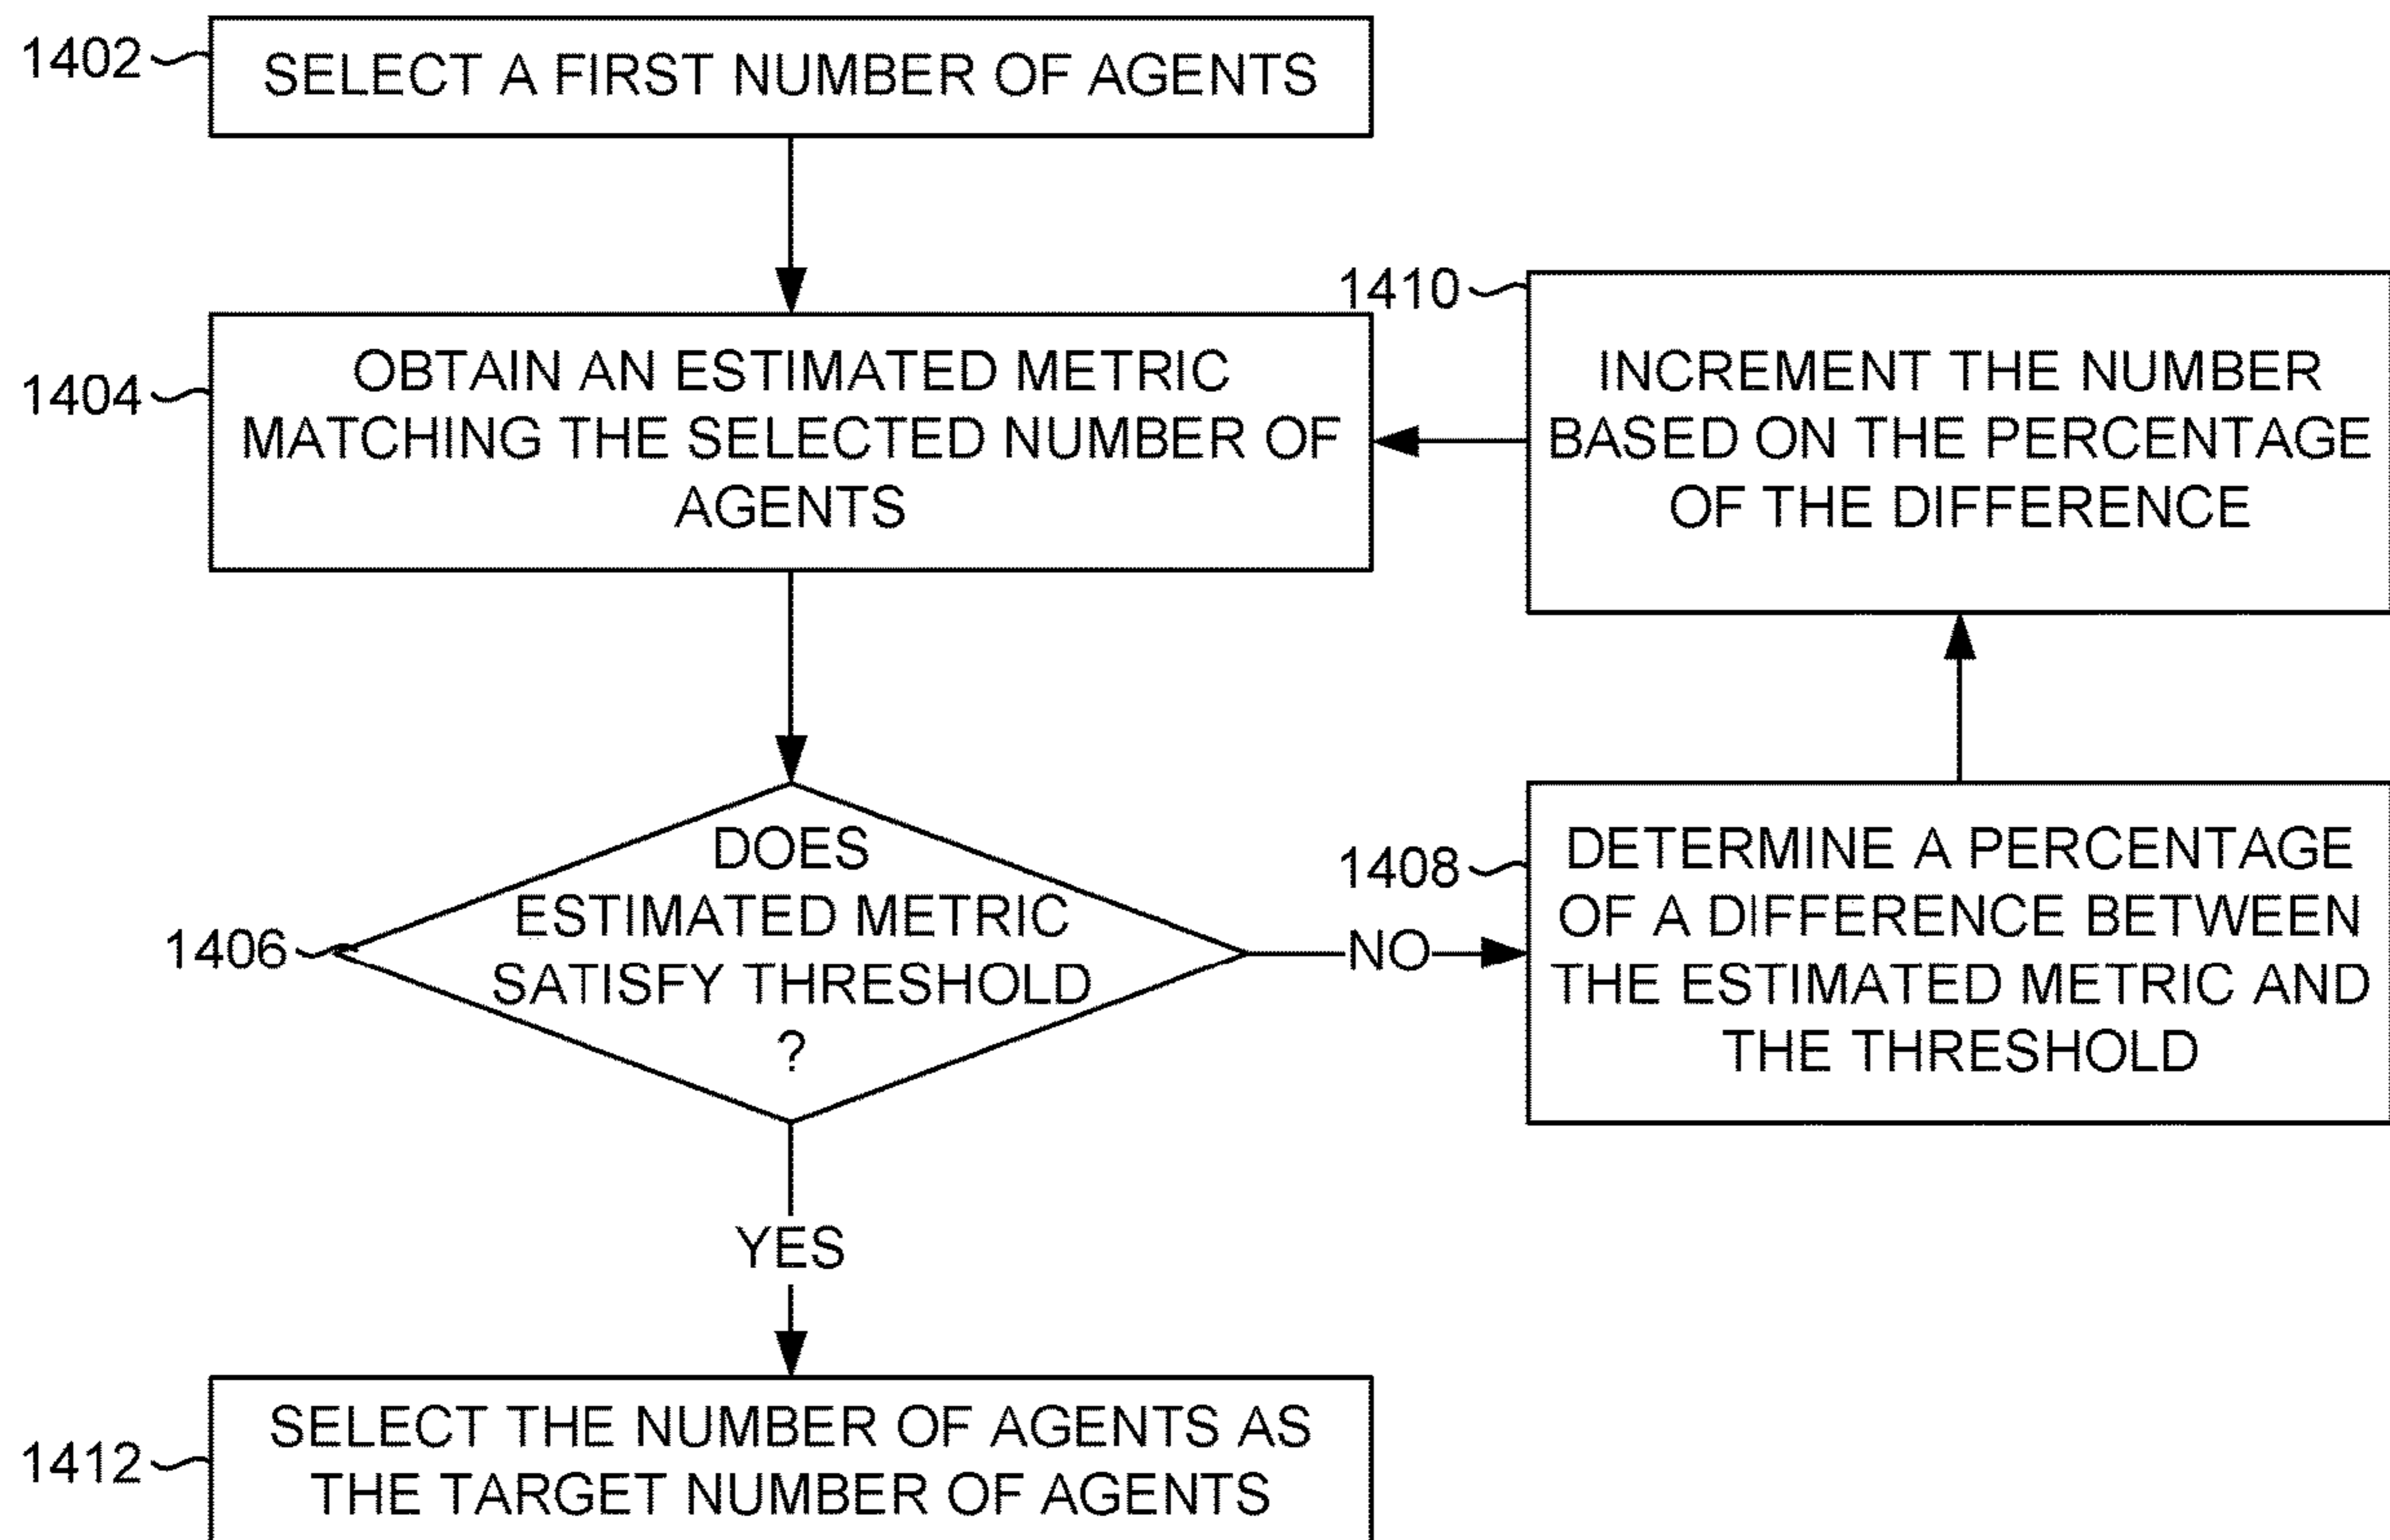 1402
SELECT A FIRST NUMBER OF AGENTS
1404
OBTAIN AN ESTIMATED METRIC
MATCHING THE SELECTED NUMBER OF
AGENTS
1410
INCREMENT THE NUMBER
BASED ON THE PERCENTAGE
OF THE DIFFERENCE
1406
DOES
ESTIMATED METRIC
SATISFY THRESHOLD
?
NO
1408
DETERMINE A PERCENTAGE
OF A DIFFERENCE BETWEEN
THE ESTIMATED METRIC AND
THE THRESHOLD
YES
1412
SELECT THE NUMBER OF AGENTS AS
THE TARGET NUMBER OF AGENTS